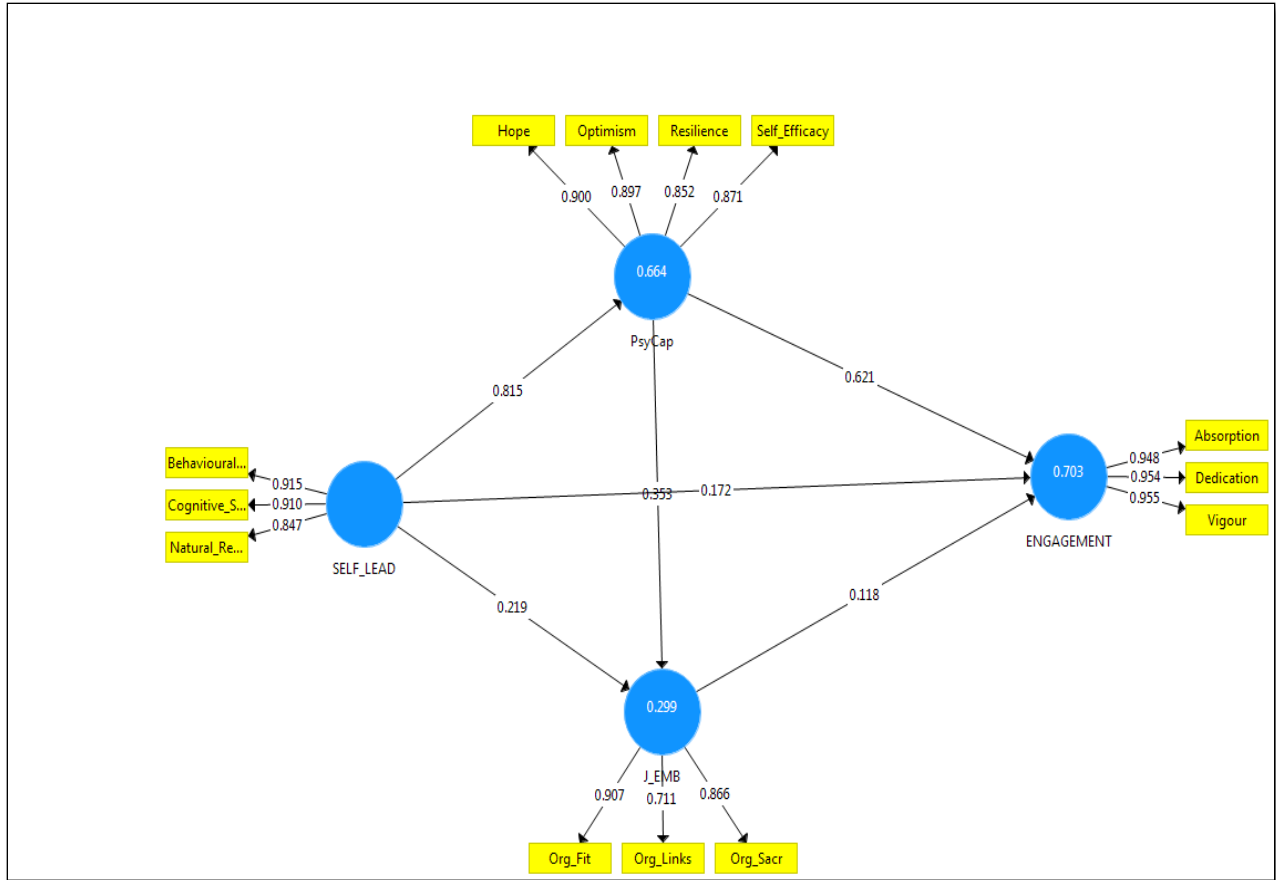 Hope
Optimism
Resilience
Self_Efficacy
0.900
0.897
0.852
0.871
0.664
PsyCap
0.815
0.621
Behavioural...
Cognitive_S...
Natural_Re...
0.915
0.910
0.847
SELF_LEAD
0.353
0.172
0.703
ENGAGEMENT
0.948
0.954
0.955
Absorption
Dedication
Vigour
0.219
0.118
0.299
J_EMB
0.907
0.711
0.866
Org_Fit
Org_Links
Org_Sacr